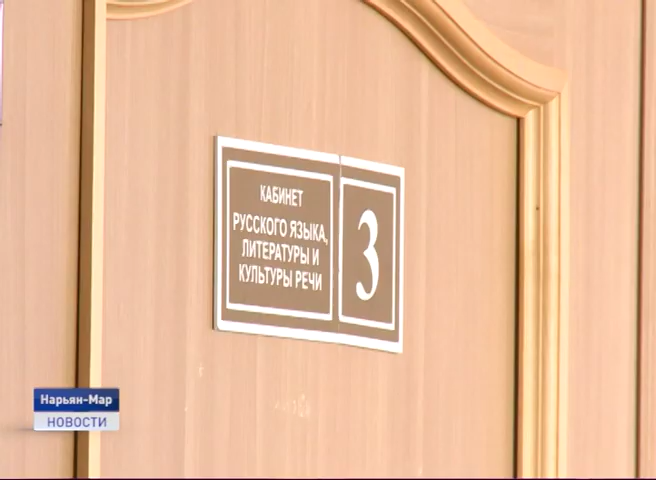 КАБИНЕТ
РУССКОГО ЯЗЫКА,
ЛИТЕРАТУРЫ И
КУЛЬТУРЫ РЕЧИ
3
Нарьян-Мар
НОВОСТИ